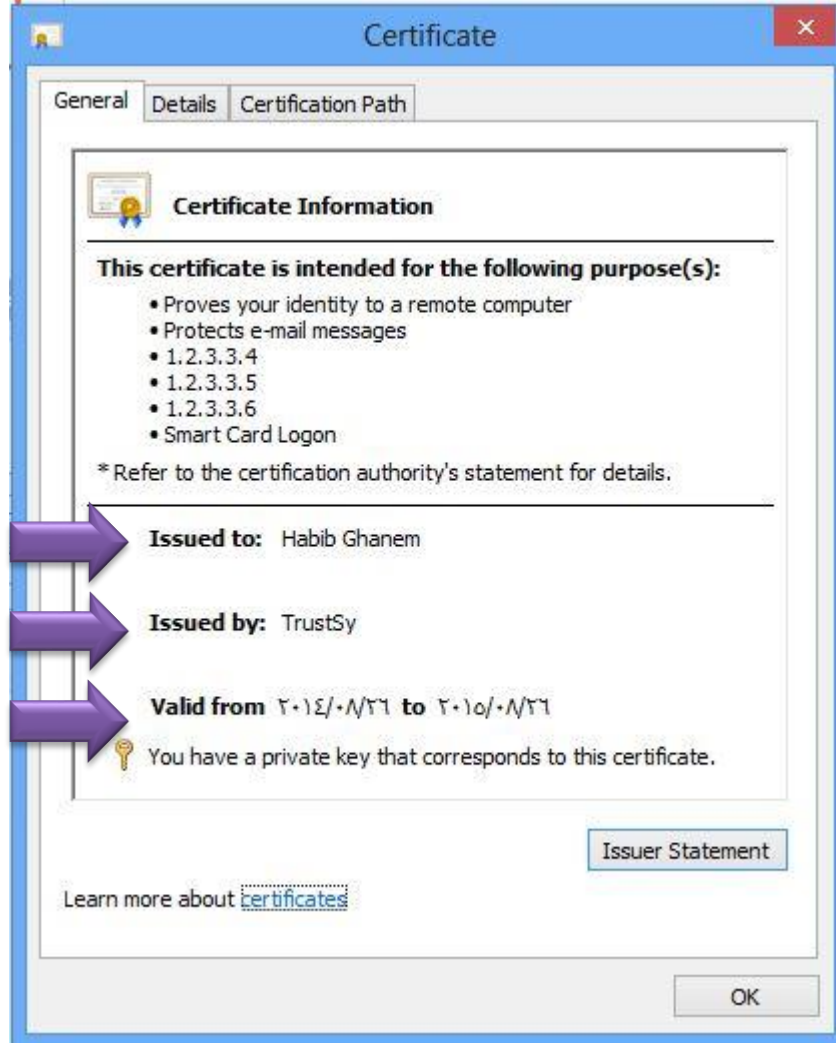 Certificate
General Details Certification Path
Certificate Information
This certificate is intended for the following purpose(s):
• Proves your identity to a remote computer
• Protects e-mail messages
• 1.2.3.3.4
• 1.2.3.3.5
• 1.2.3.3.6
• Smart Card Logon
* Refer to the certification authority's statement for details.
Issued to: Habib Ghanem
Issued by: TrustSy
Valid from ٢٠١٤/٠٨/٢٦ to ٢٠١٥/٠٨/٢٦
You have a private key that corresponds to this certificate.
Issuer Statement
Learn more about certificates
OK